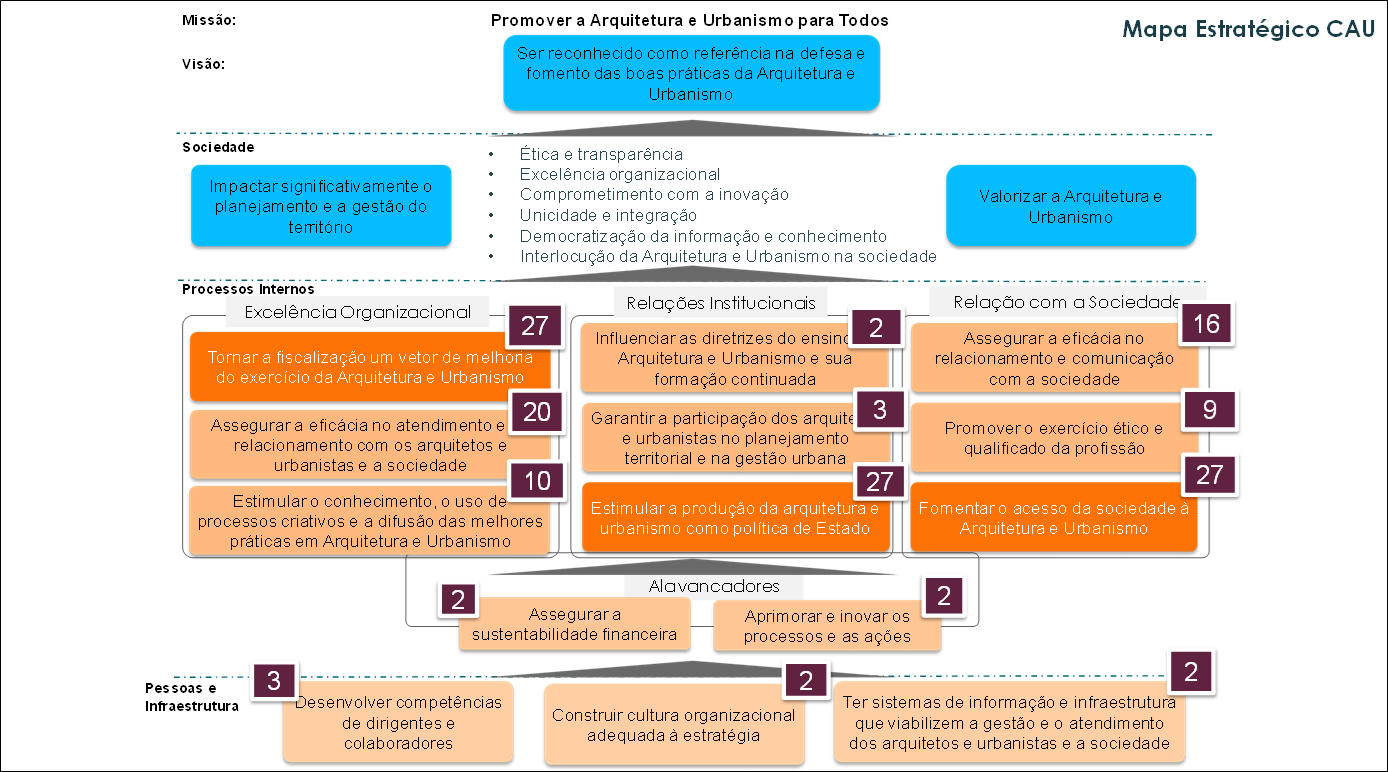 Missão:
Promover a Arquitetura e Urbanismo para Todos
Mapa Estratégico CAU
Visão:
Ser reconhecido como referência na defesa e
fomento das boas práticas da Arquitetura e
Urbanismo
Sociedade
Impactar significativamente o
planejamento e a gestão do
território
• Ética e transparência
• Excelência organizacional
• Comprometimento com a inovação
• Unicidade e integração
• Democratização da informação e conhecimento
• Interlocução da Arquitetura e Urbanismo na sociedade
Valorizar a Arquitetura e
Urbanismo
Processos Internos
Excelência Organizacional
27
Tornar a fiscalização um vetor de melhoria
do exercício da Arquitetura e Urbanismo
20
Assegurar a eficácia no atendimento e
relacionamento com os arquitetos e
urbanistas e a sociedade
10
Estimular o conhecimento, o uso de
processos criativos e a difusão das melhores
práticas em Arquitetura e Urbanismo
Relações Institucionais
2
Influenciar as diretrizes do ensino
Arquitetura e Urbanismo e sua
formação continuada
3
Garantir a participação dos arquite
e urbanistas no planejamento
territorial e na gestão urbana
27
Estimular a produção da arquitetura e
urbanismo como política de Estado
Relação com a Sociedade
16
Assegurar a eficácia no
relacionamento e comunicação
com a sociedade
9
Promover o exercício ético e
qualificado da profissão
27
Fomentar o acesso da sociedade à
Arquitetura e Urbanismo
Alavancadores
2
Assegurar a
sustentabilidade financeira
2
Aprimorar e inovar os
processos e as ações
Pessoas e
Infraestrutura
3
Desenvolver competências
de dirigentes e
colaboradores
2
Construir cultura organizacional
adequada à estratégia
2
Ter sistemas de informação e infraestrutura
que viabilizem a gestão e o atendimento
dos arquitetos e urbanistas e a sociedade